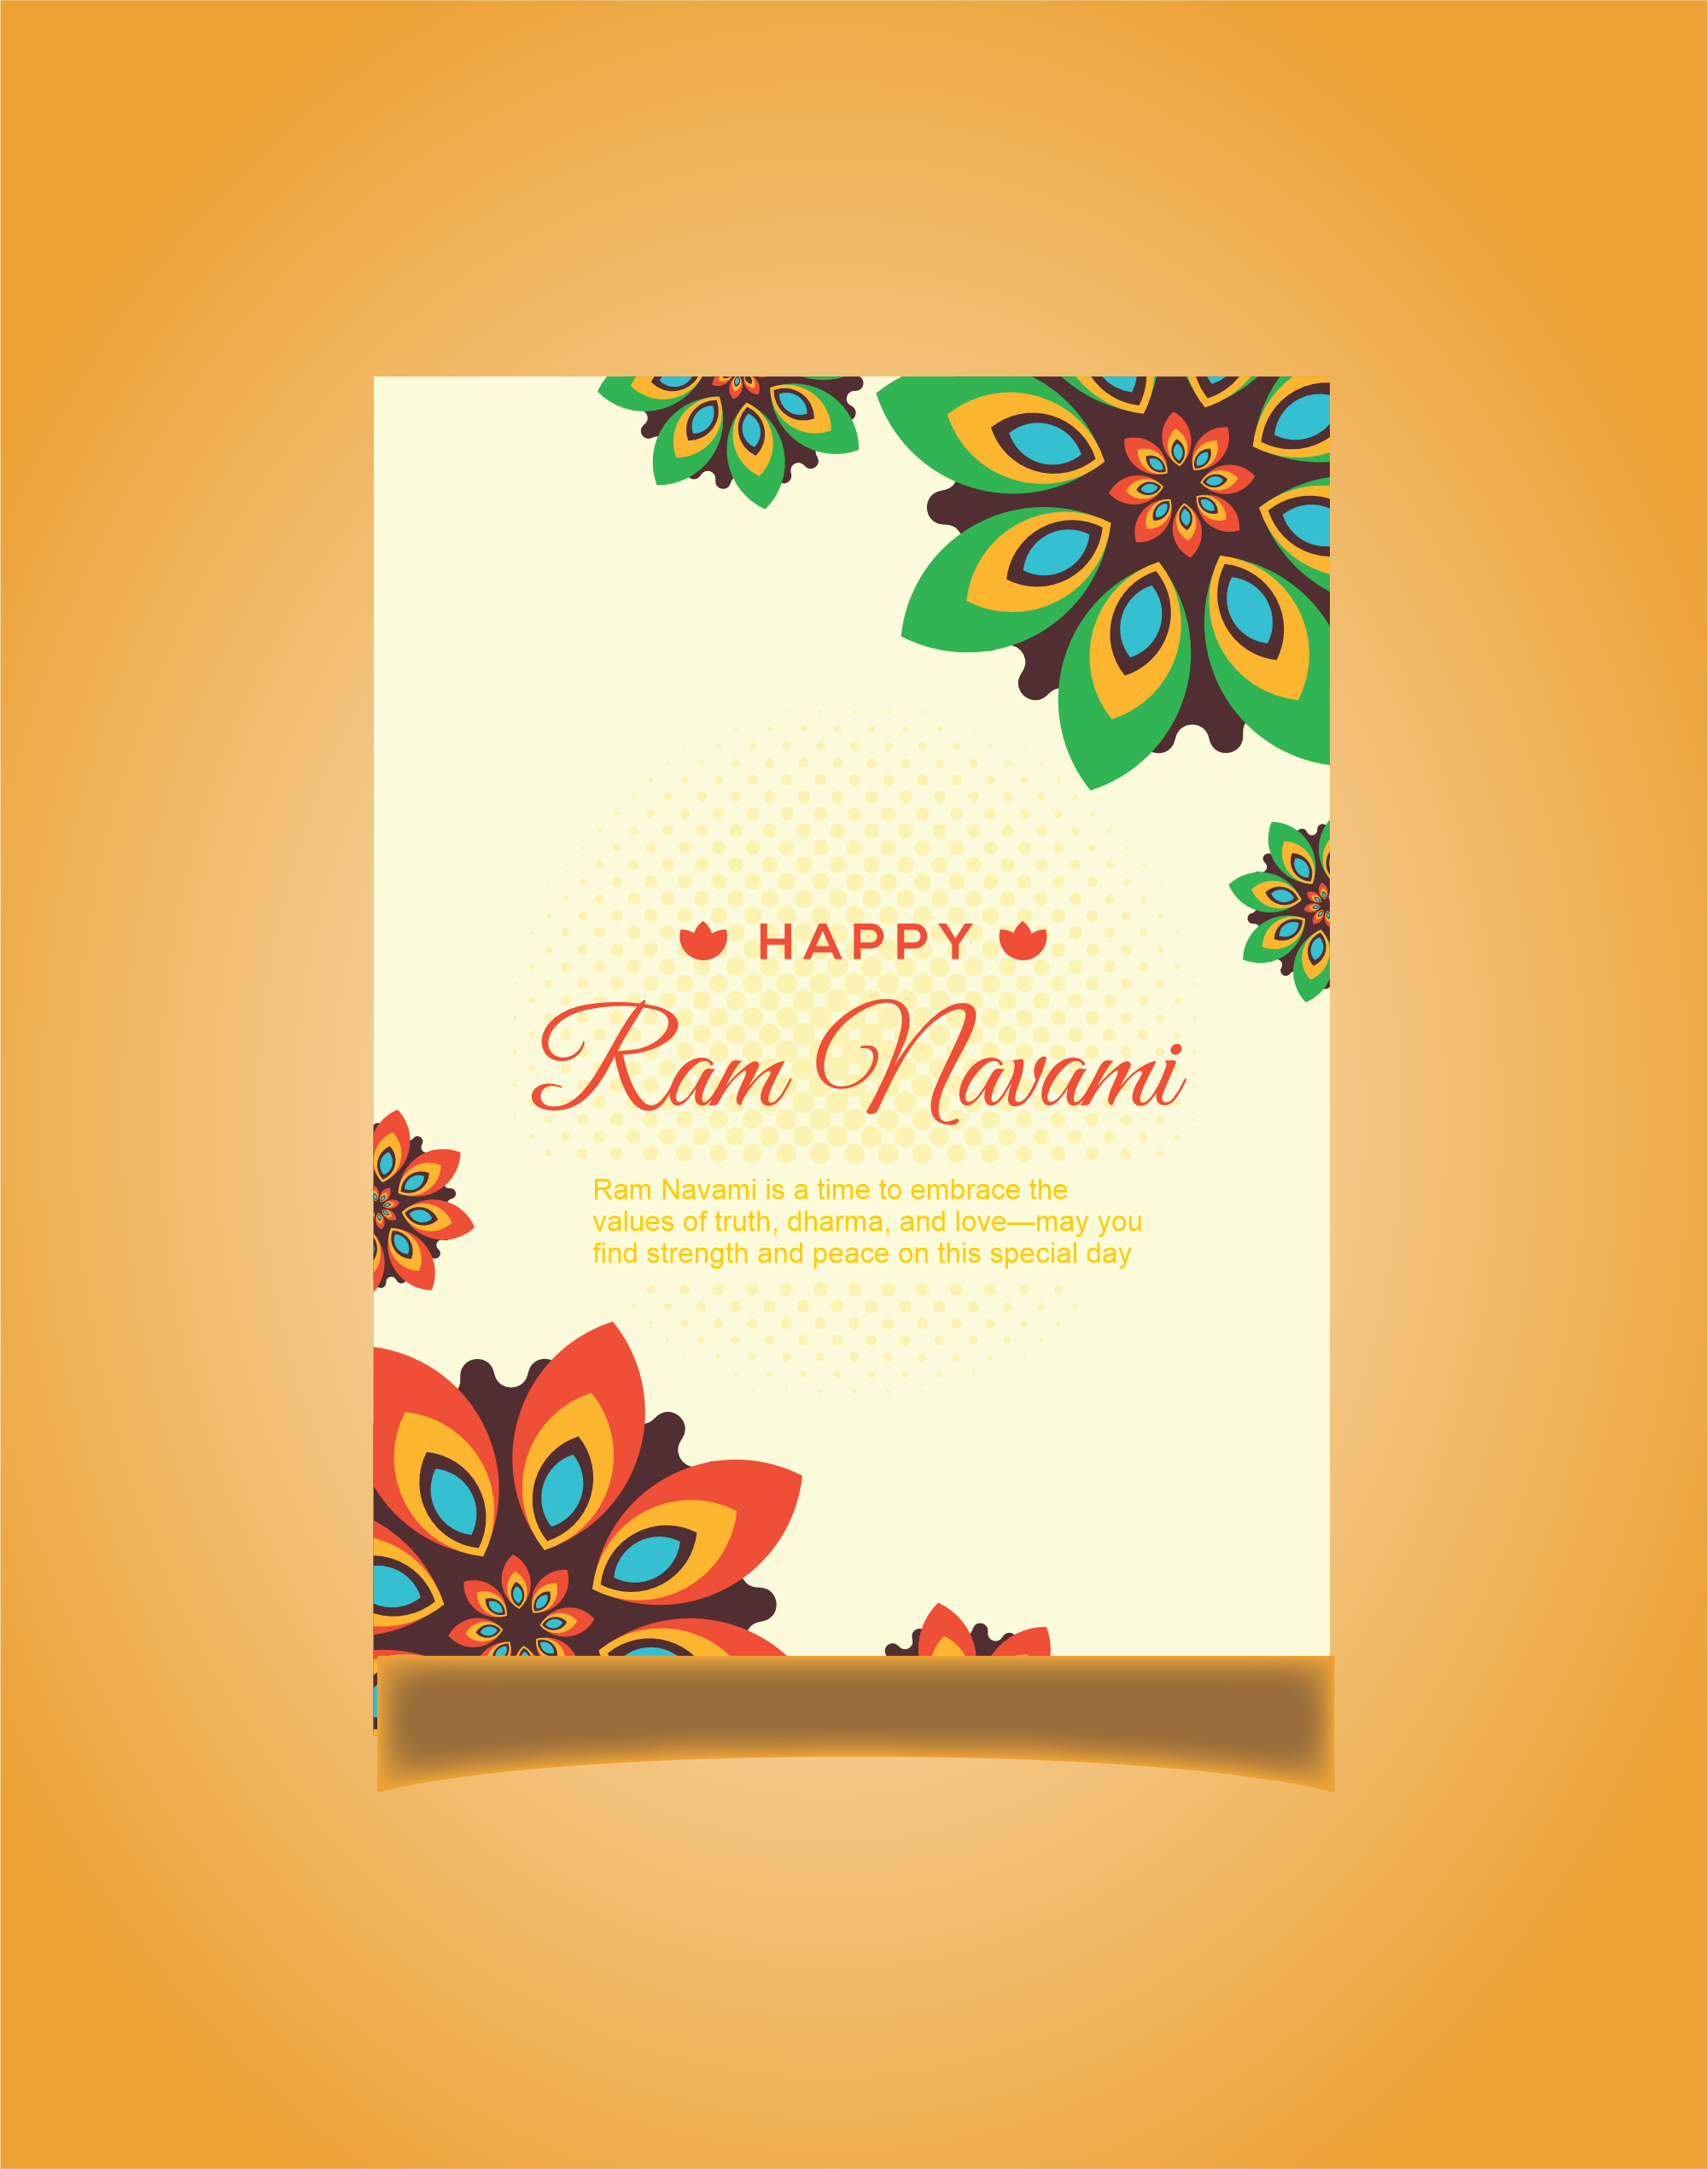 HAPPY
Ram Navami
Ram Navami is a time to embrace the
values of truth, dharma, and love—may you
find strength and peace on this special day